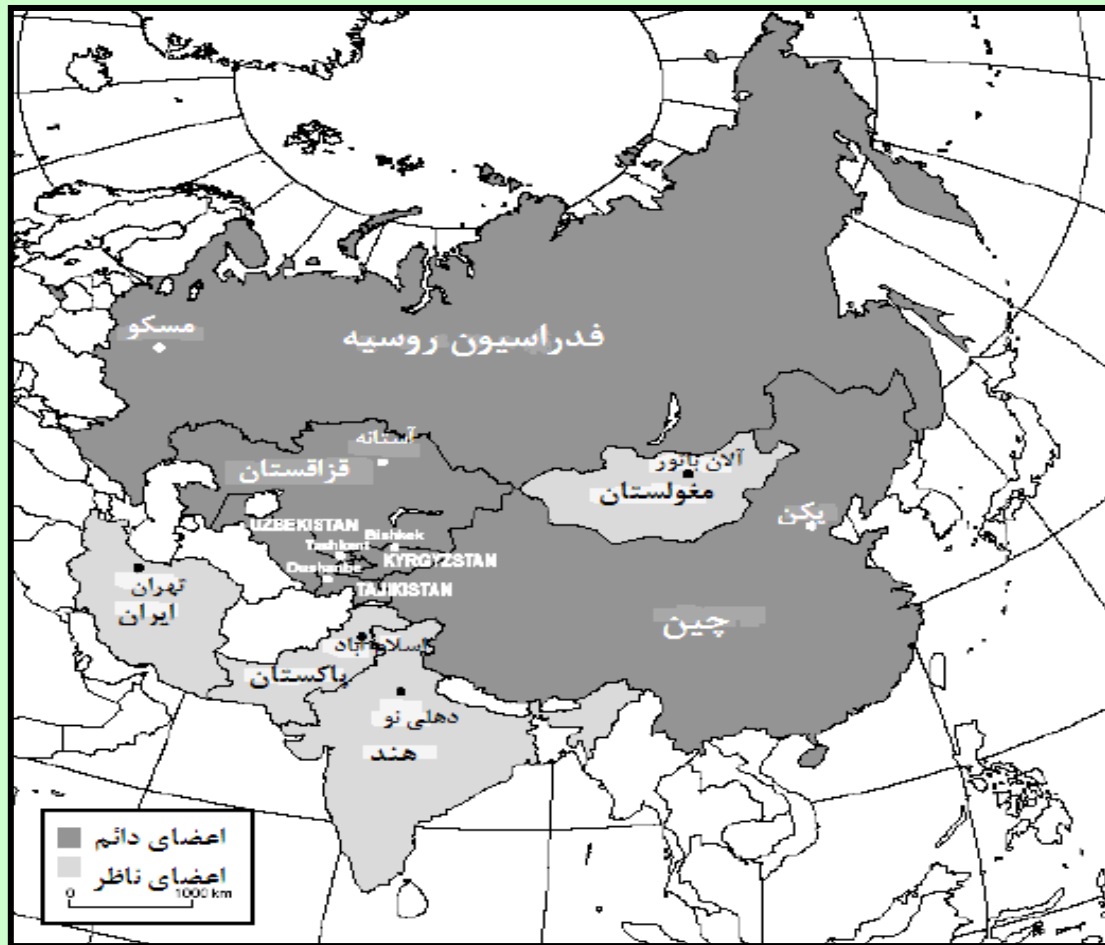 مسکو
فدراسیون روسیه
آستانه
قزاقستان
آلان باتور
مغولستان
پکن
UZBEKISTAN
Tashkent
Bishkek
KYRGYZSTAN
Dushanbe
TAJIKISTAN
تهران
ایران
چین
اسلام آباد
پاکستان
دهلی نو
هند
اعضای دائم
اعضای ناظر
0 1000 km